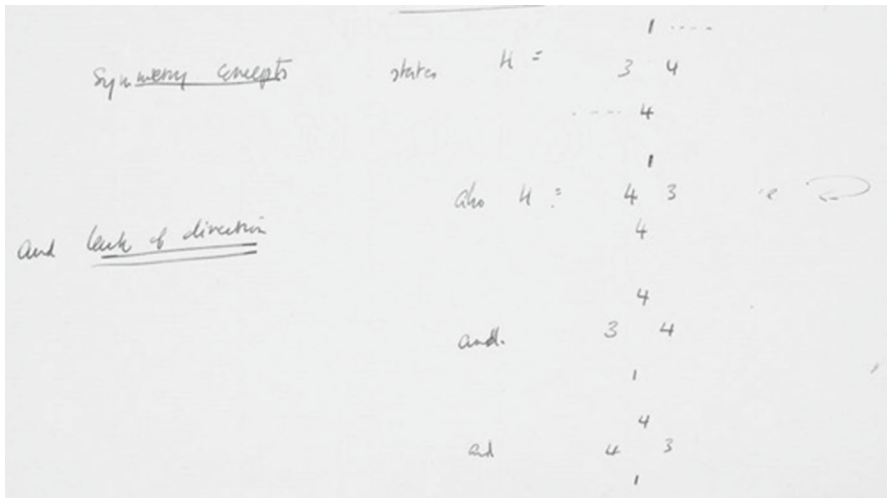 1 ----
Symmetry concepts states H = 3 4
---- 4
1
also H = 4 3 ie
4
and lack of direction
4
and. 3 4
1
4
and 4 3
1